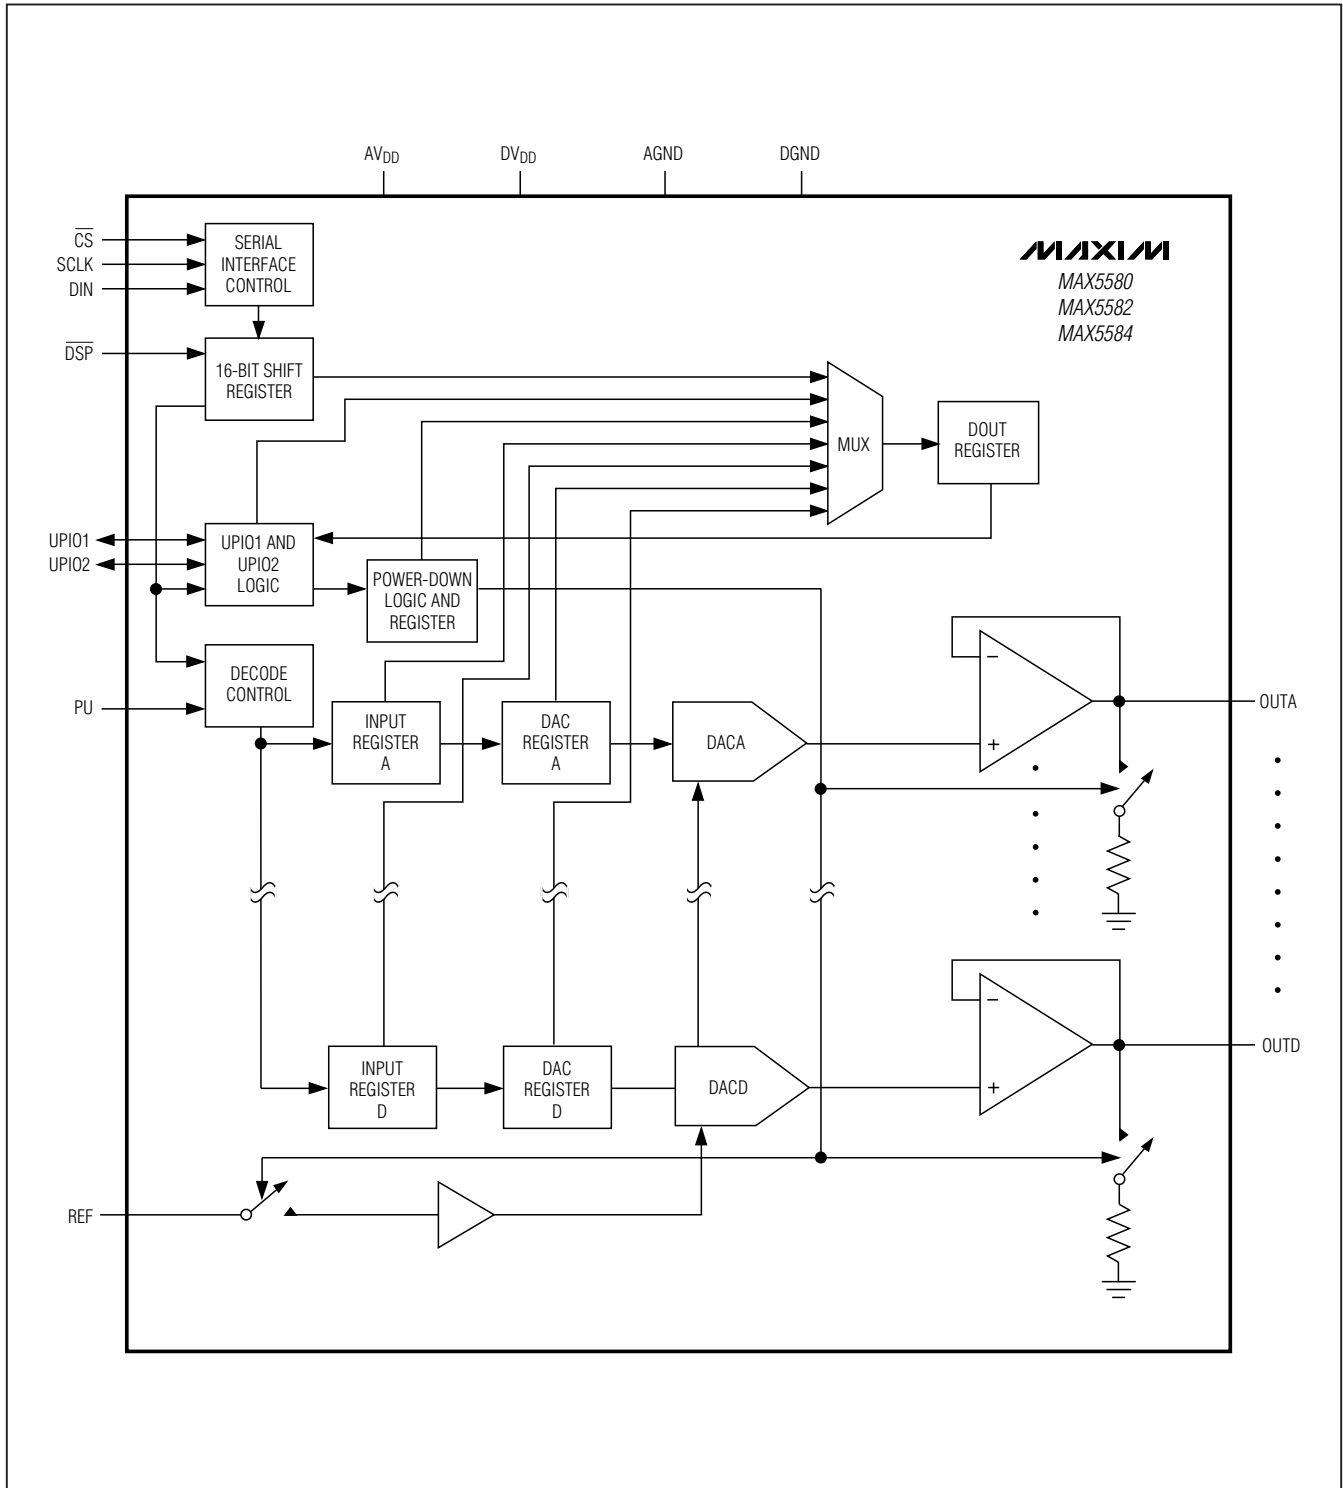 AVDD DVDD AGND DGND
CS
SCLK
DIN
SERIAL
INTERFACE
CONTROL
MAXIM
MAX5580
MAX5582
MAX5584
DSP
16-BIT SHIFT
REGISTER
MUX
DOUT
REGISTER
UPIO1
UPIO2
UPIO1 AND
UPIO2
LOGIC
POWER-DOWN
LOGIC AND
REGISTER
DECODE
CONTROL
PU
INPUT
REGISTER
A
DAC
REGISTER
A
DACA
−
+
OUTA
INPUT
REGISTER
D
DAC
REGISTER
D
DACD
−
+
OUTD
REF